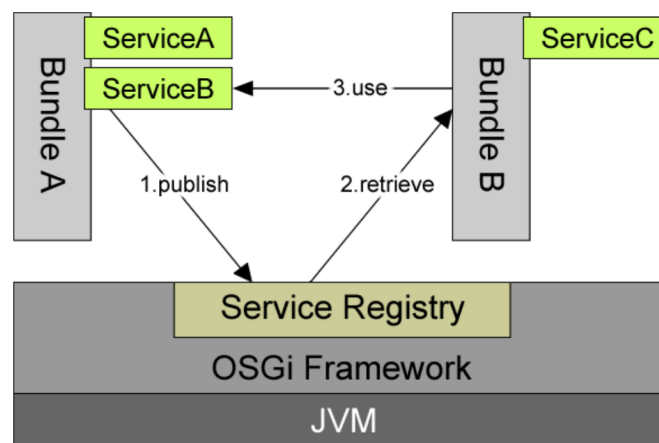 ServiceA
ServiceB
Bundle A
ServiceC
Bundle B
3.use
1.publish
2.retrieve
Service Registry
OSGi Framework
JVM